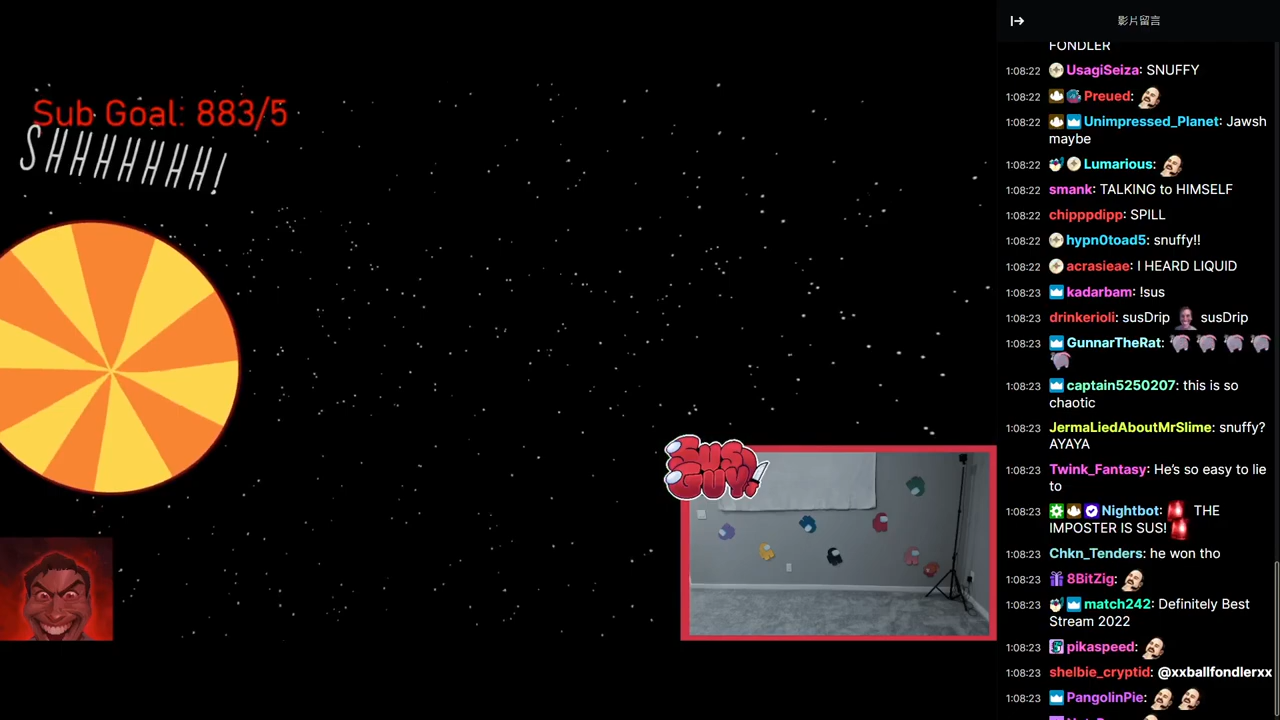 Sub Goal: 883/5
SHHHHHHH!
SUS
GUY
影片留言
FONDLER
1:08:22 UsagiSeiza: SNUFFY
1:08:22 Preued:
1:08:22 Unimpressed_Planet: Jawsh
maybe
1:08:22 Lumarious:
1:08:22 smank: TALKING to HIMSELF
1:08:22 chipppdipp: SPILL
1:08:22 hypn0toad5: snuffy!!
1:08:22 acrasieae: I HEARD LIQUID
1:08:23 kadarbam: !sus
1:08:23 drinkerioli: susDrip susDrip
1:08:23 GunnarTheRat:
1:08:23 captain5250207: this is so
chaotic
1:08:23 JermaLiedAboutMrSlime: snuffy?
AYAYA
1:08:23 Twink_Fantasy: He's so easy to lie
to
1:08:23 Nightbot: THE
IMPOSTER IS SUS!
1:08:23 Chkn_Tenders: he won tho
1:08:23 8BitZig:
1:08:23 match242: Definitely Best
Stream 2022
1:08:23 pikaspeed:
1:08:23 shelbie_cryptid: @xxballfondlerxx
1:08:23 PangolinPie: